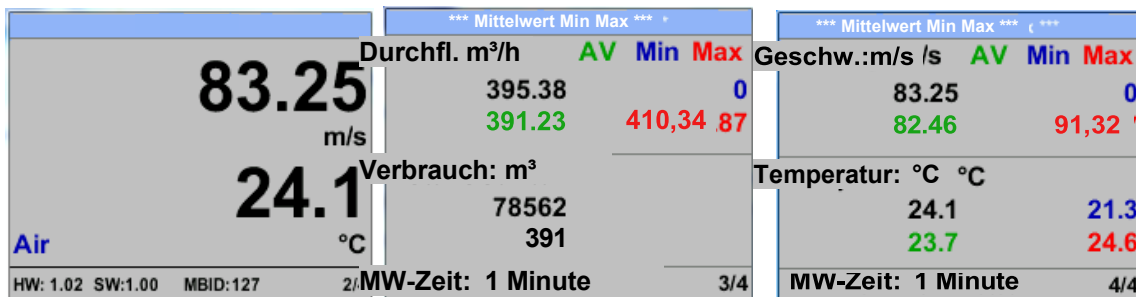 83.25
m/s
24.1
Air °C
HW: 1.02 SW:1.00 MBID:127 2/
*** Mittelwert Min Max ***
Durchfl. m³/h AV Min Max
395.38 0
391.23 410,34 .87
Verbrauch: m³
78562
391
MW-Zeit: 1 Minute 3/4
*** Mittelwert Min Max *** ***
Geschw.:m/s /s AV Min Max
83.25 0
82.46 91,32
Temperatur: °C °C
24.1 21.3
23.7 24.6
MW-Zeit: 1 Minute 4/4